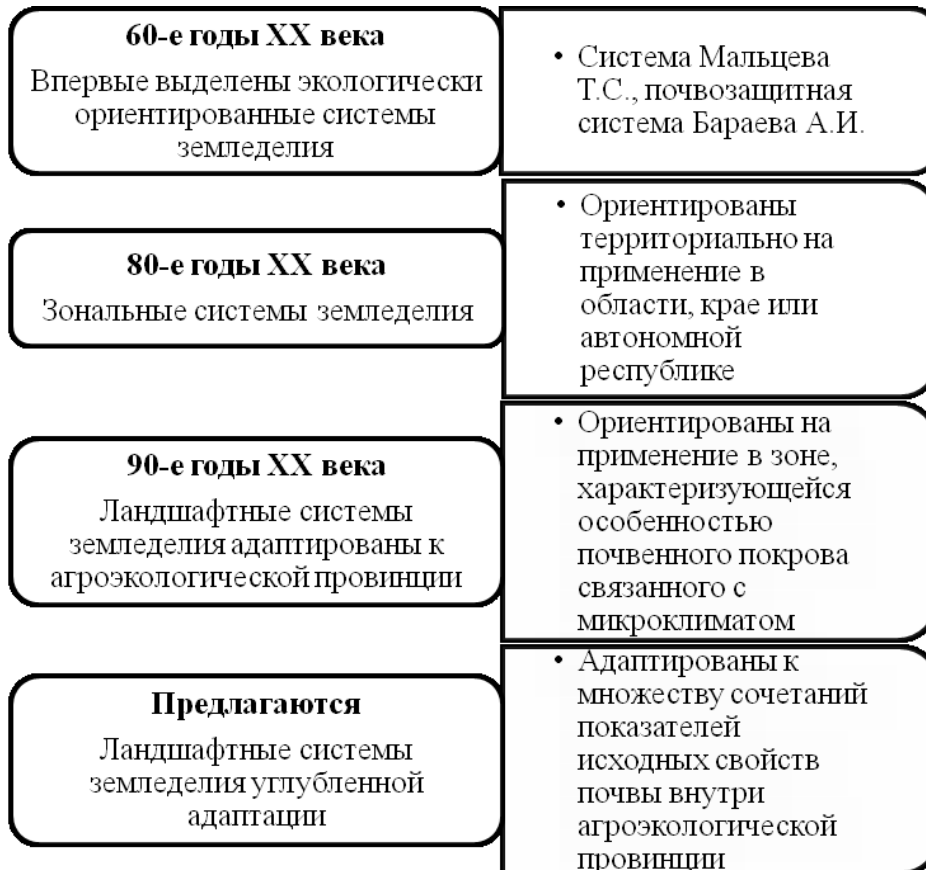 60-е годы XX века
Впервые выделены экологически
ориентированные системы
земледелия
• Система Мальцева
Т.С., почвозащитная
система Бараева А.И.
80-е годы XX века
Зональные системы земледелия
• Ориентированы
территориально на
применение в
области, крае или
автономной
республике
90-е годы XX века
Ландшафтные системы
земледелия адаптированы к
агроэкологической провинции
• Ориентированы на
применение в зоне,
характеризующейся
особенностью
почвенного покрова
связанного с
микроклиматом
Предлагаются
Ландшафтные системы
земледелия углубленной
адаптации
• Адаптированы к
множеству сочетаний
показателей
исходных свойств
почвы внутри
агроэкологической
провинции